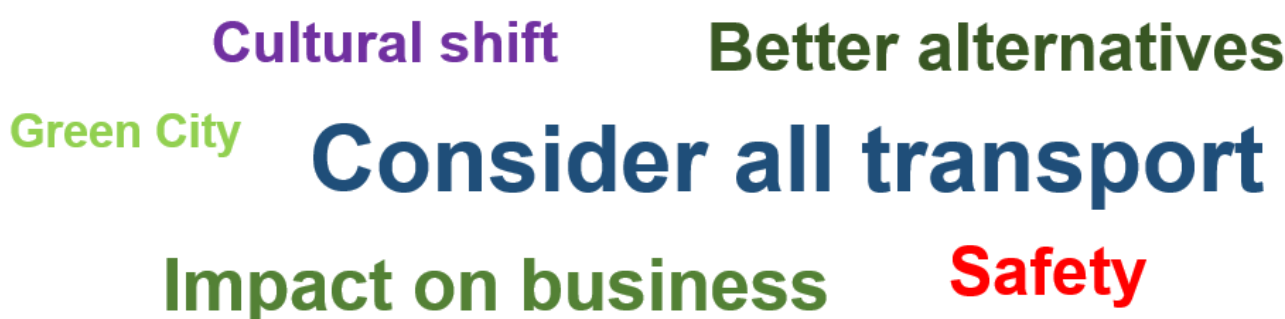 Cultural shift
Better alternatives
Green City
Consider all transport
Impact on business
Safety